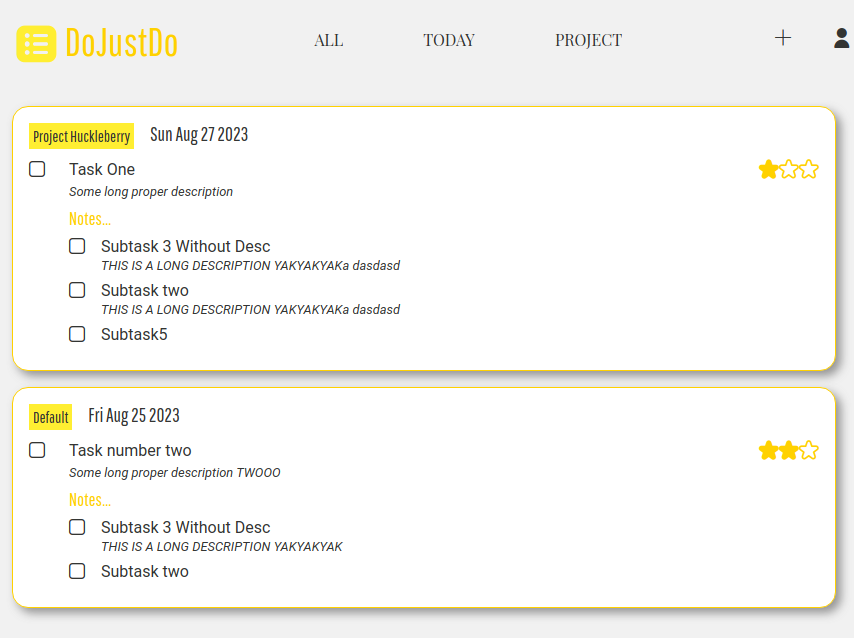 DoJustDo ALL TODAY PROJECT
Project Huckleberry Sun Aug 27 2023
Task One
Some long proper description
Notes...
Subtask 3 Without Desc
THIS IS A LONG DESCRIPTION YAKYAKYAKa dasdasd
Subtask two
THIS IS A LONG DESCRIPTION YAKYAKYAKa dasdasd
Subtask5
Default Fri Aug 25 2023
Task number two
Some long proper description TWOOO
Notes...
Subtask 3 Without Desc
THIS IS A LONG DESCRIPTION YAKYAKYAK
Subtask two